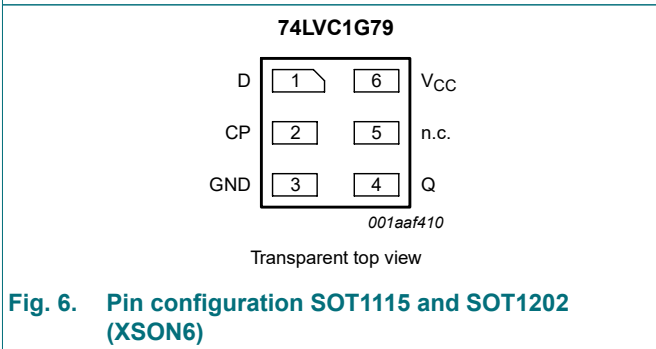 74LVC1G79
D 1 6 VCC
CP 2 5 n.c.
GND 3 4 Q
001aaf410
Transparent top view
Fig. 6. Pin configuration SOT1115 and SOT1202
(XSON6)